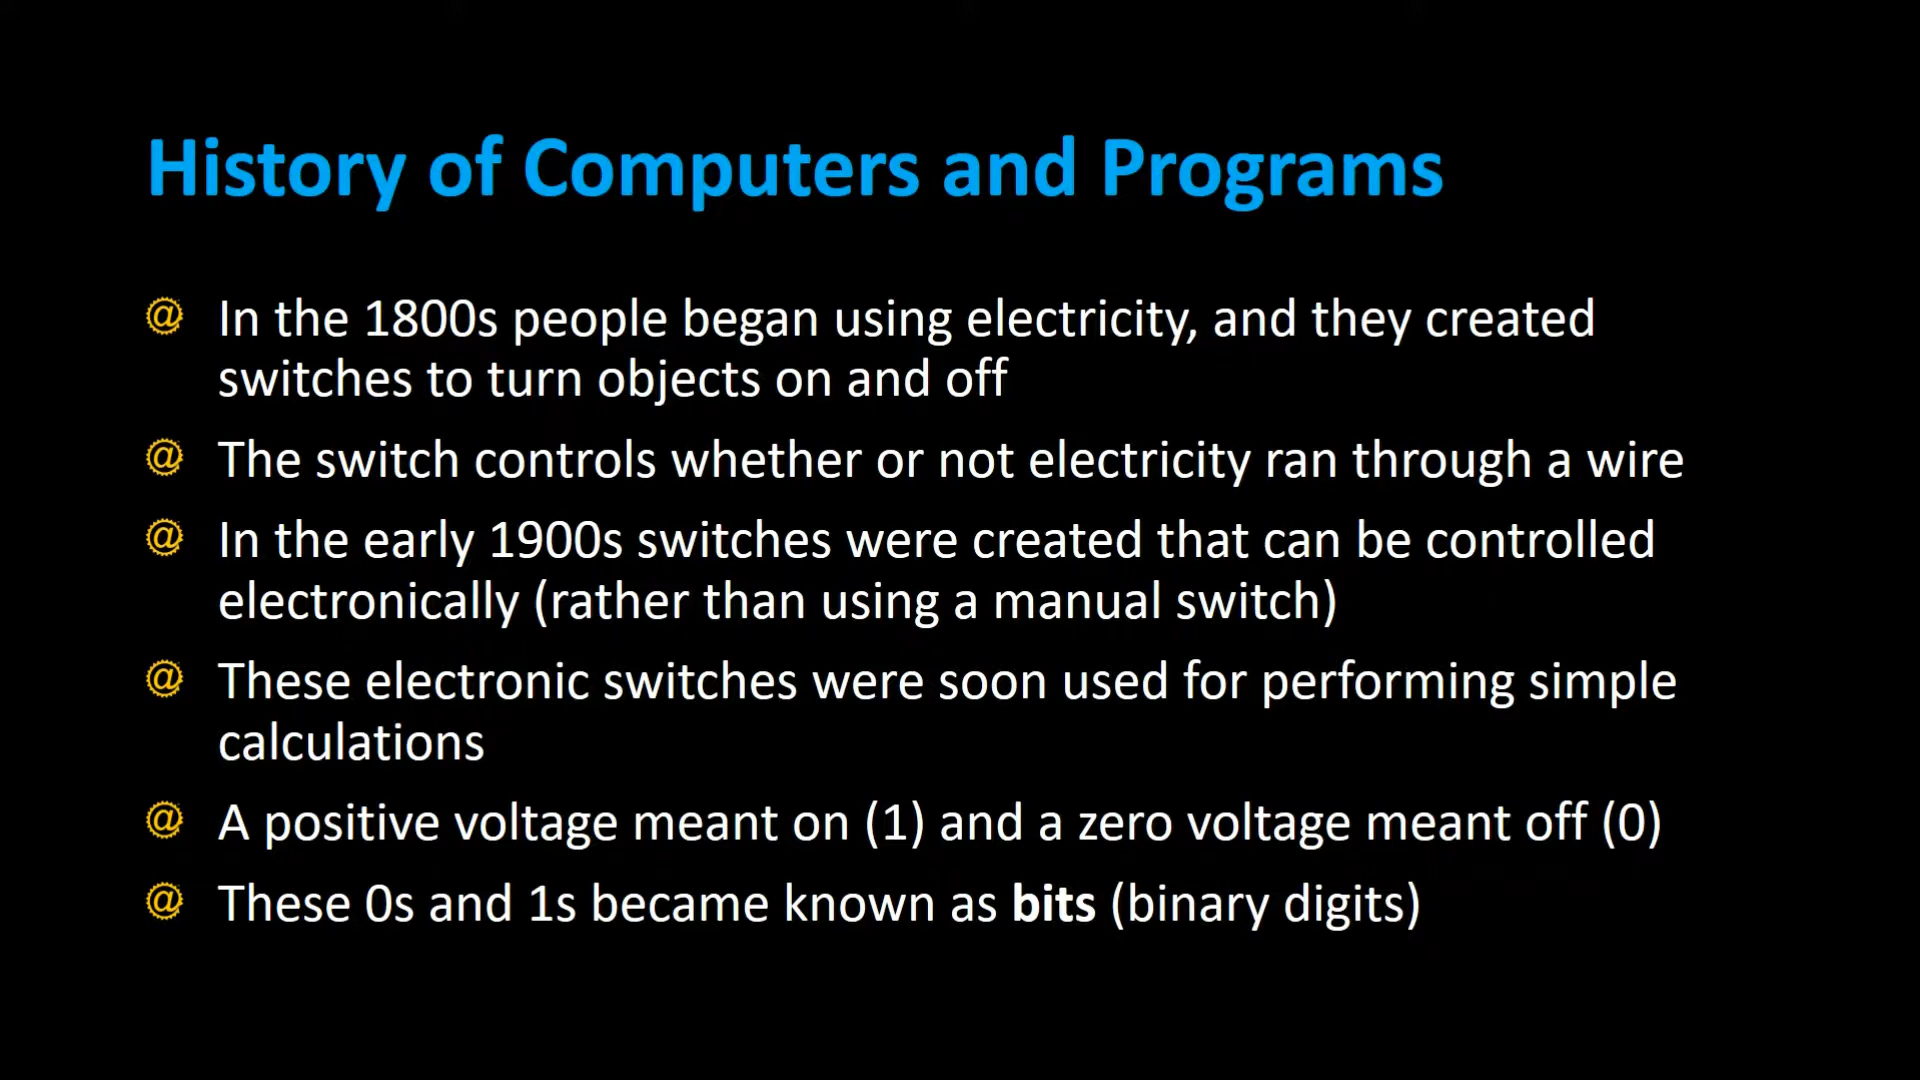 History of Computers and Programs
@ In the 1800s people began using electricity, and they created
switches to turn objects on and off
@ The switch controls whether or not electricity ran through a wire
@ In the early 1900s switches were created that can be controlled
electronically (rather than using a manual switch)
@ These electronic switches were soon used for performing simple
calculations
@ A positive voltage meant on (1) and a zero voltage meant off (0)
@ These 0s and 1s became known as bits (binary digits)